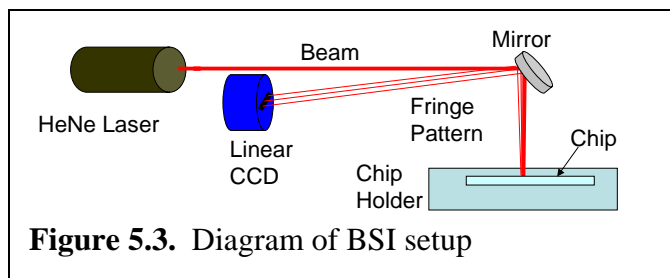 Mirror
Beam
HeNe Laser
Linear
CCD
Fringe
Pattern
Chip
Chip
Holder
Figure 5.3. Diagram of BSI setup